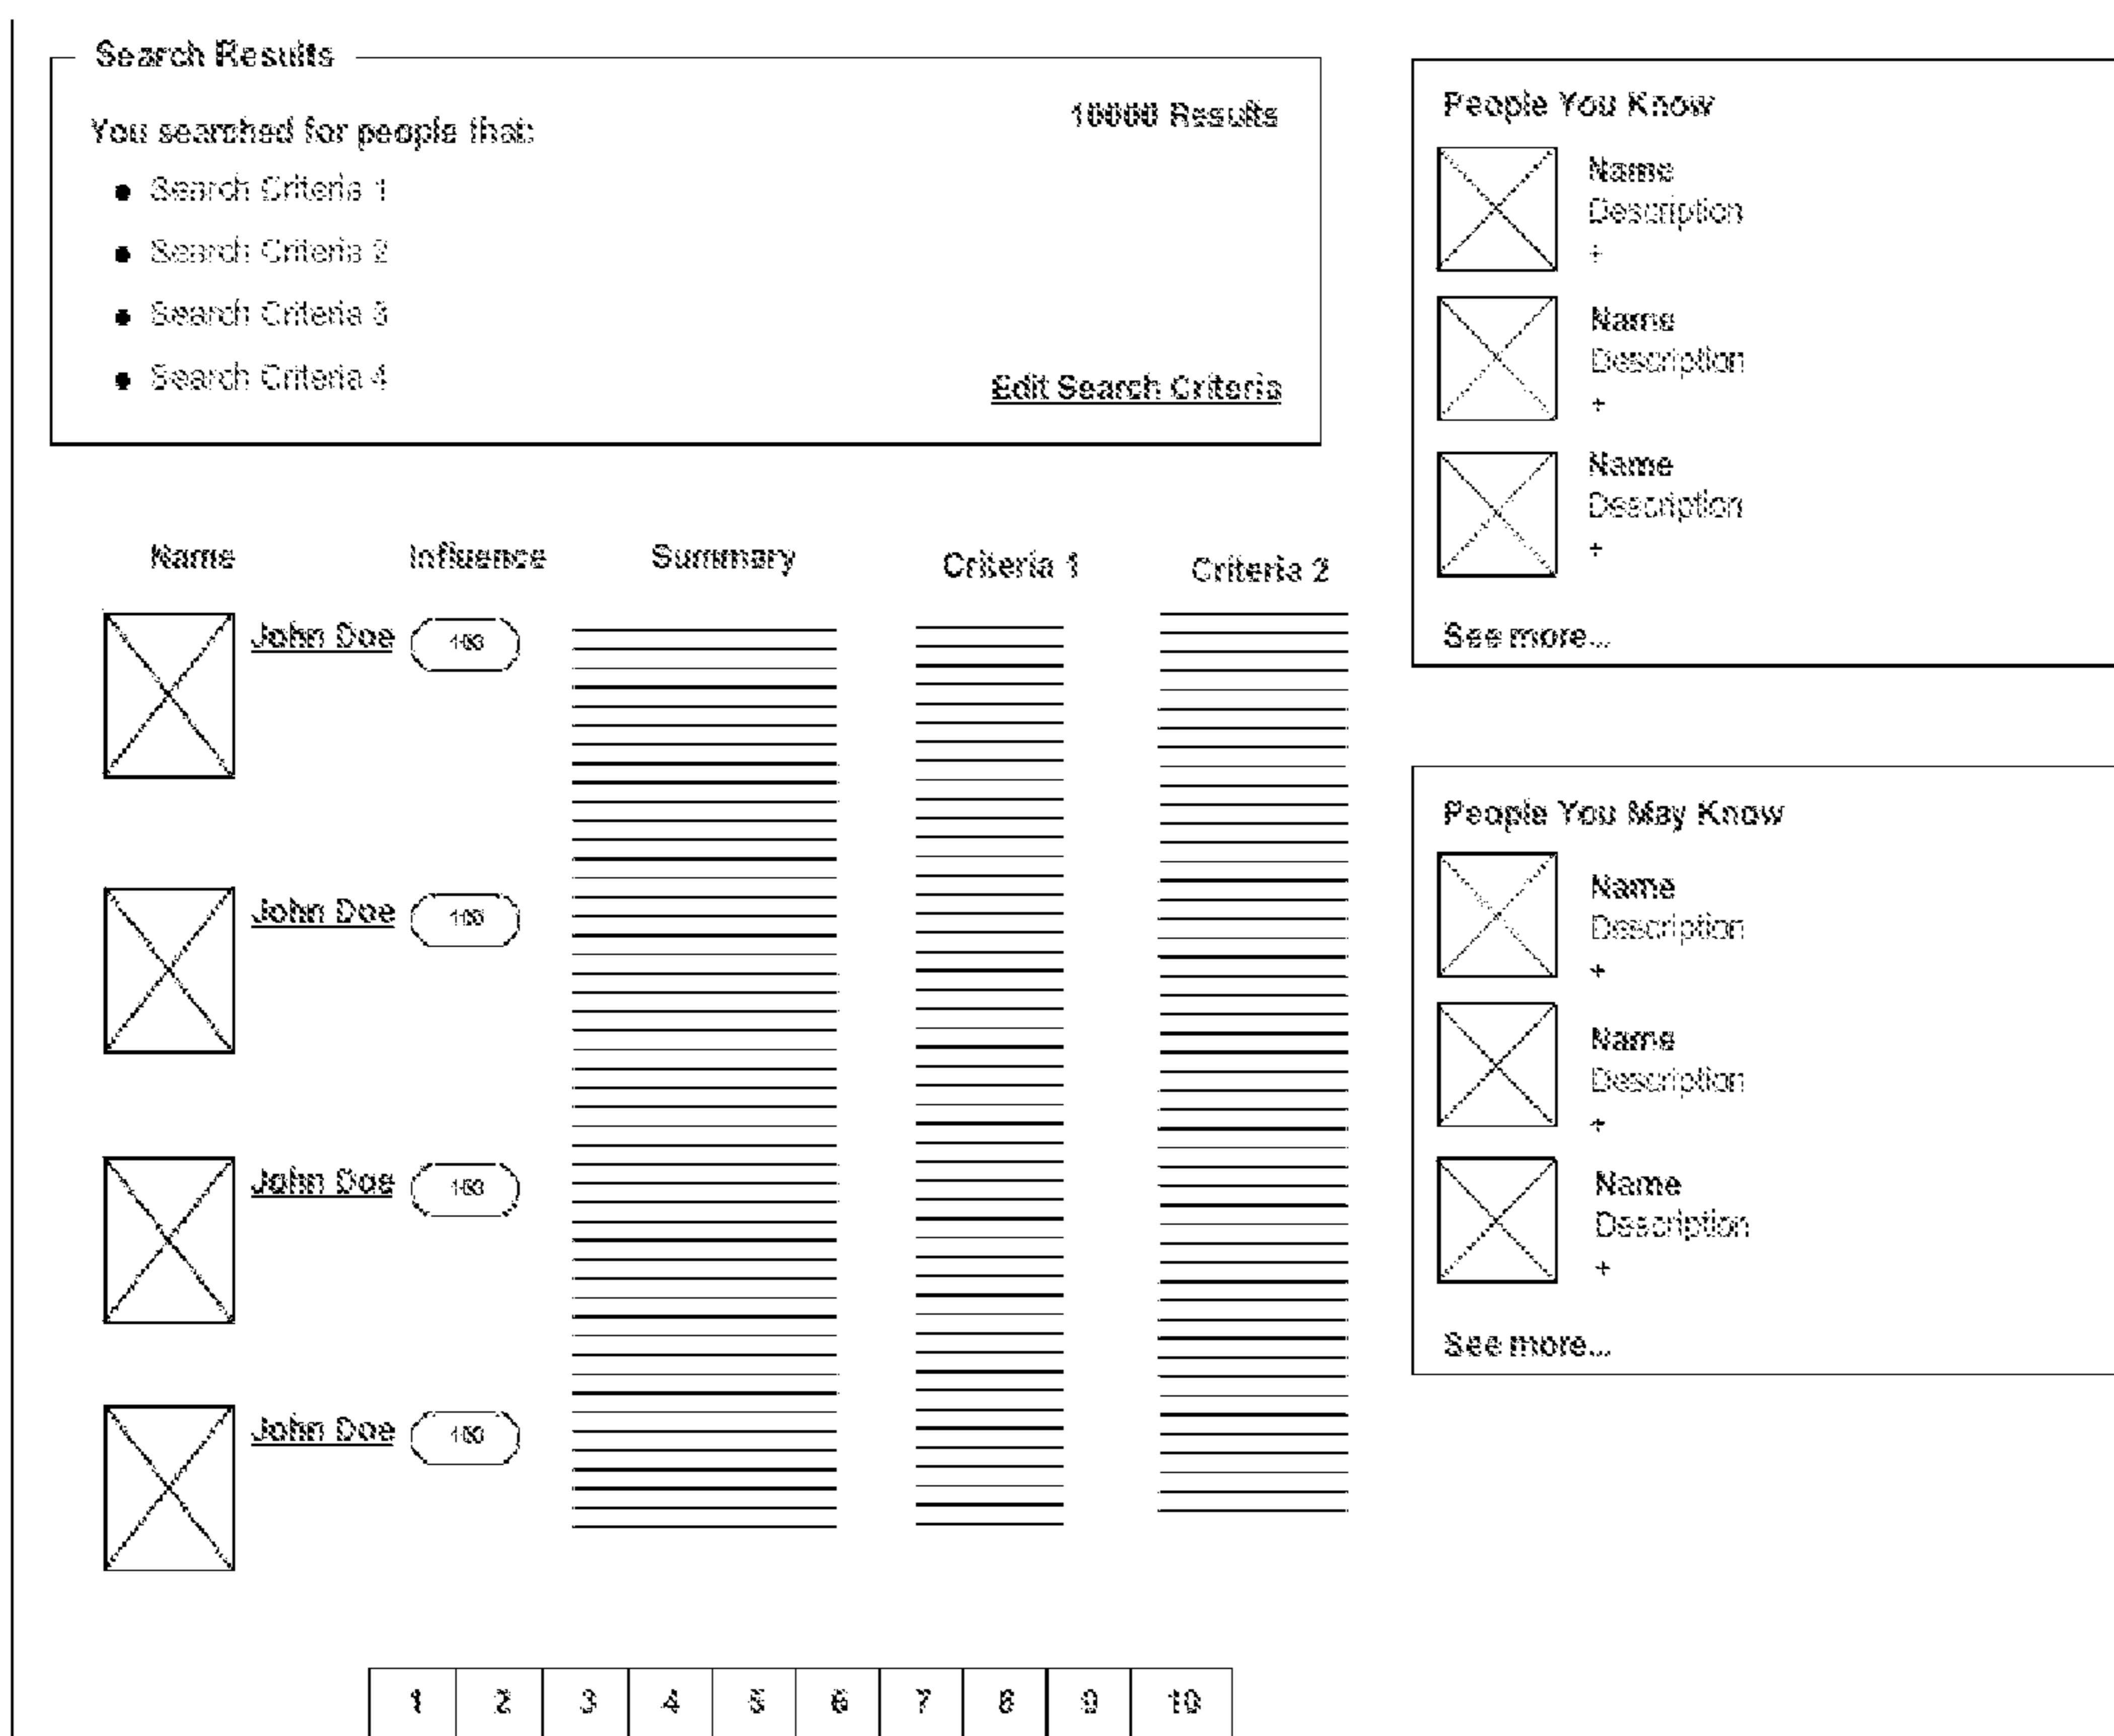 Search Results
You searched for people that:
10000 Results
Search Criteria 1
Search Criteria 2
Search Criteria 3
Search Criteria 4
Edit Search Criteria
Name Influence Summary Criteria 1 Criteria 2
John Doe 100
John Doe 100
John Doe 100
John Doe 100
1 2 3 4 5 6 7 8 9 10
People You Know
Name
Description
+
Name
Description
+
Name
Description
+
See more...
People You May Know
Name
Description
+
Name
Description
+
Name
Description
+
See more...